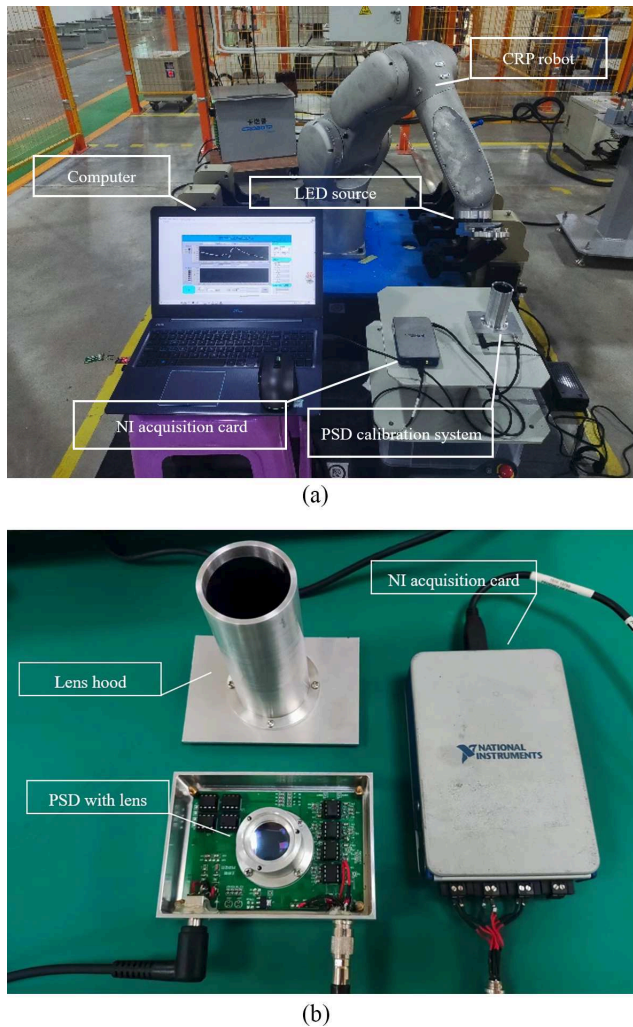 CRP robot
Computer
LED source
NI acquisition card
PSD calibration system
(a)
NI acquisition card
Lens hood
NATIONAL
INSTRUMENTS
PSD with lens
(b)